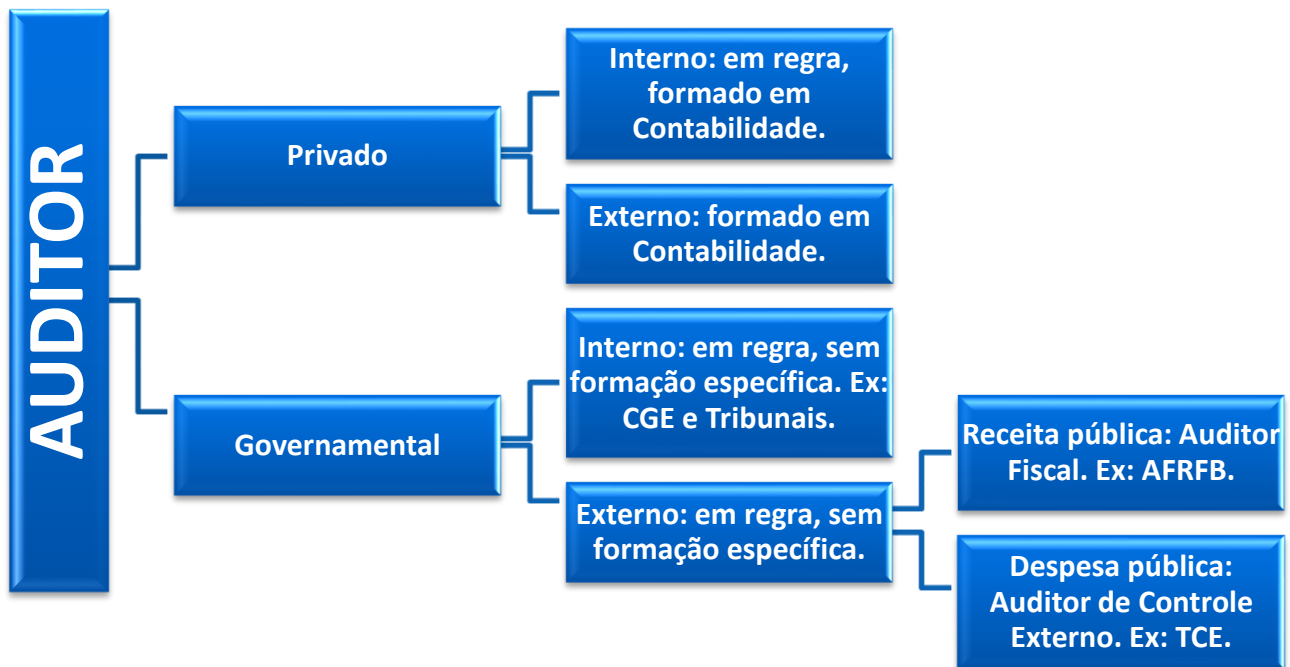 AUDITOR
Privado
Interno: em regra,
formado em
Contabilidade.
Externo: formado em
Contabilidade.
Governamental
Interno: em regra, sem
formação específica. Ex:
CGE e Tribunais.
Externo: em regra, sem
formação específica.
Receita pública: Auditor
Fiscal. Ex: AFRFB.
Despesa pública:
Auditor de Controle
Externo. Ex: TCE.